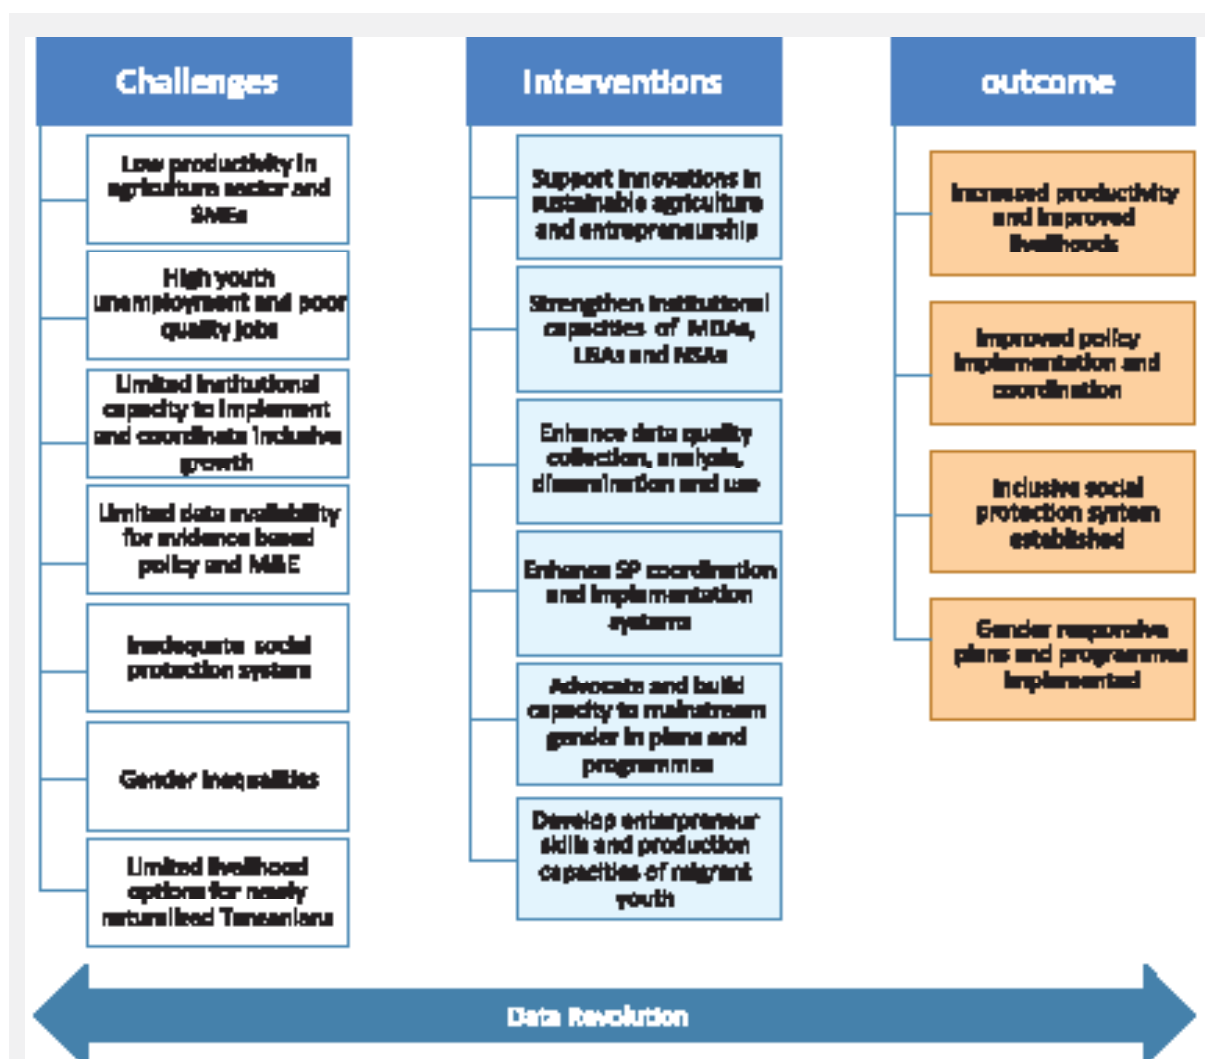 Challenges
Low productivity in
agriculture sector and
SMEs
High youth
unemployment and poor
quality jobs
Limited institutional
capacity to implement
and coordinate inclusive
growth
Limited data availability
for evidence based
policy and M&E
Inadequate social
protection system
Gender inequalities
Limited livelihood
options for newly
naturalised Tanzanians
Interventions
Support innovations in
sustainable agriculture
and entrepreneurship
Strengthen institutional
capacities of MDAs,
LGAs and NSAs
Enhance data quality
collection, analysis,
dissemination and use
Enhance SP coordination
and implementation
systems
Advocate and build
capacity to mainstream
gender in plans and
programmes
Develop enterpreneur
skills and production
capacities of migrant
youth
outcome
Increased productivity
and improved
livelihoods
Improved policy
implementation and
coordination
Inclusive social
protection system
established
Gender responsive
plans and programmes
implemented
Data Revolution